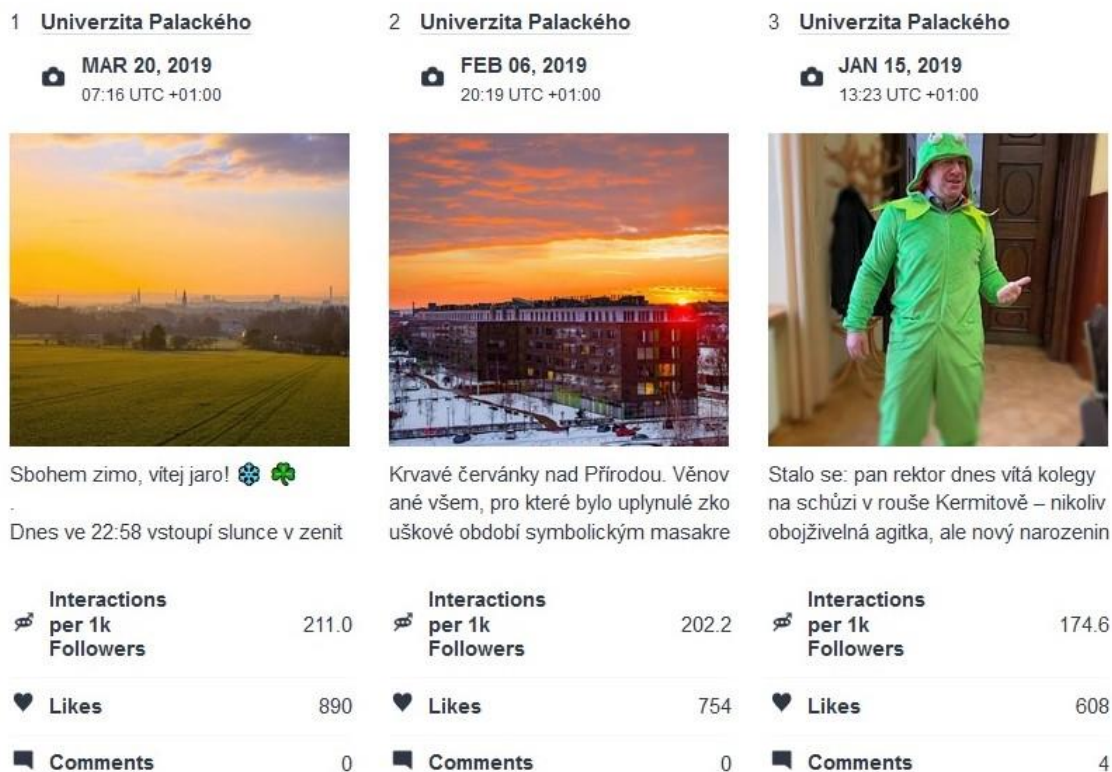 1 Univerzita Palackého
MAR 20, 2019
07:16 UTC +01:00
Sbohem zimo, vítej jaro! ❄️ ☘️
.
Dnes ve 22:58 vstoupí slunce v zenit
Interactions
per 1k
Followers
211.0
Likes 890
Comments 0
2 Univerzita Palackého
FEB 06, 2019
20:19 UTC +01:00
Krvavé červánky nad Přírodou. Věnov
ané všem, pro které bylo uplynulé zko
uškové období symbolickým masakre
Interactions
per 1k
Followers
202.2
Likes 754
Comments 0
3 Univerzita Palackého
JAN 15, 2019
13:23 UTC +01:00
Stalo se: pan rektor dnes vítá kolegy
na schůzi v rouše Kermitově – nikoliv
obojživelná agitka, ale nový narozenin
Interactions
per 1k
Followers
174.6
Likes 608
Comments 4